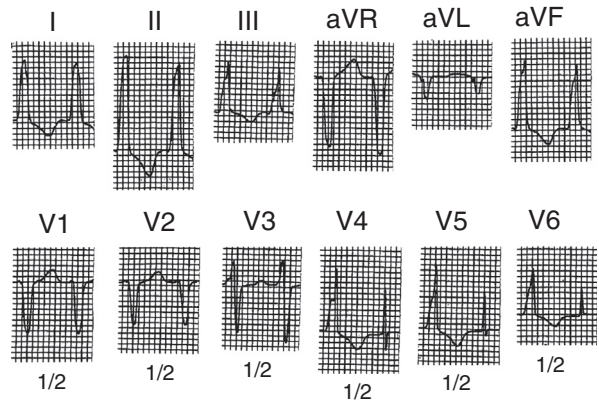 I II III aVR aVL aVF
V1 V2 V3 V4 V5 V6
1/2 1/2 1/2 1/2 1/2 1/2